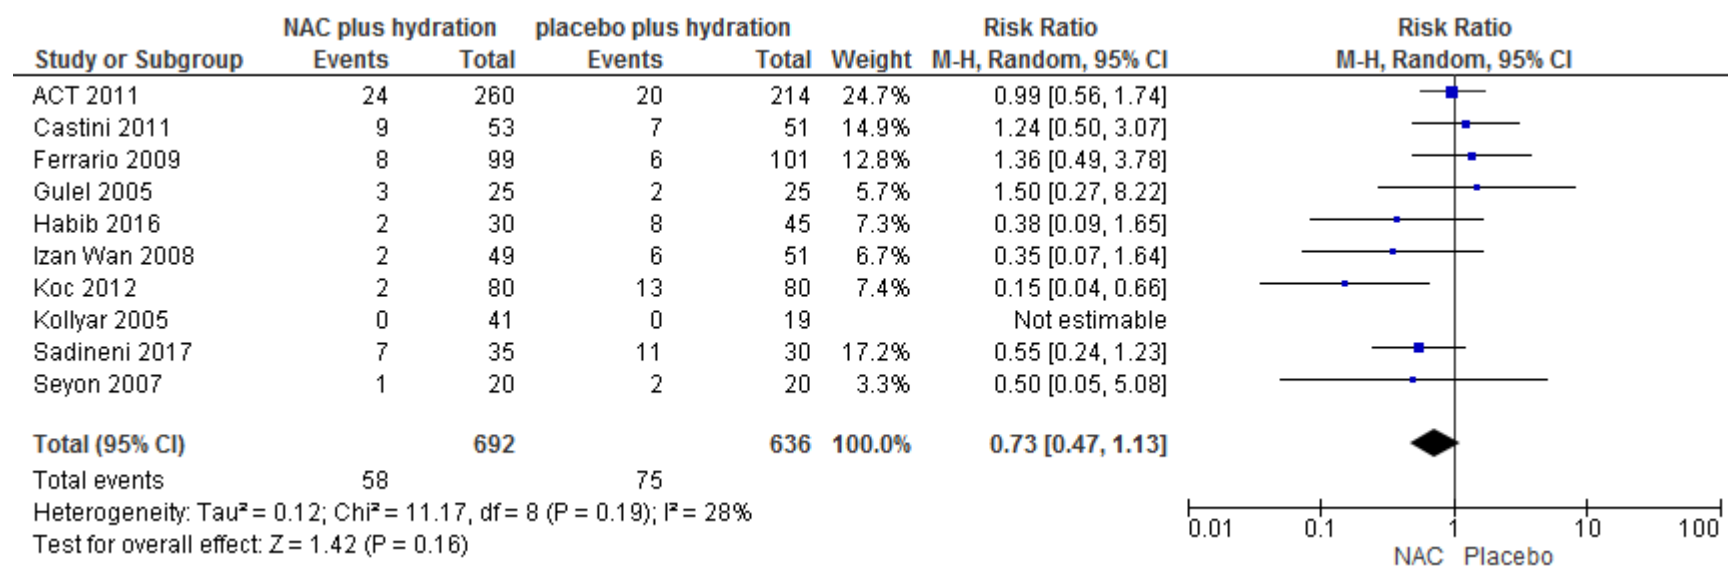 NAC plus hydration placebo plus hydration Risk Ratio Risk Ratio
Study or Subgroup Events Total Events Total Weight M-H, Random, 95% CI M-H, Random, 95% CI
ACT 2011 24 260 20 214 24.7% 0.99 [0.56, 1.74]
Castini 2011 9 53 7 51 14.9% 1.24 [0.50, 3.07]
Ferrario 2009 8 99 6 101 12.8% 1.36 [0.49, 3.78]
Gulel 2005 3 25 2 25 5.7% 1.50 [0.27, 8.22]
Habib 2016 2 30 8 45 7.3% 0.38 [0.09, 1.65]
Izan Wan 2008 2 49 6 51 6.7% 0.35 [0.07, 1.64]
Koc 2012 2 80 13 80 7.4% 0.15 [0.04, 0.66]
Kollyar 2005 0 41 0 19 Not estimable
Sadineni 2017 7 35 11 30 17.2% 0.55 [0.24, 1.23]
Seyon 2007 1 20 2 20 3.3% 0.50 [0.05, 5.08]
Total (95% CI) 692 636 100.0% 0.73 [0.47, 1.13]
Total events 58 75
Heterogeneity: Tau² = 0.12; Chi² = 11.17, df = 8 (P = 0.19); I² = 28%
Test for overall effect: Z = 1.42 (P = 0.16)
0.01 0.1 1 10 100
NAC Placebo